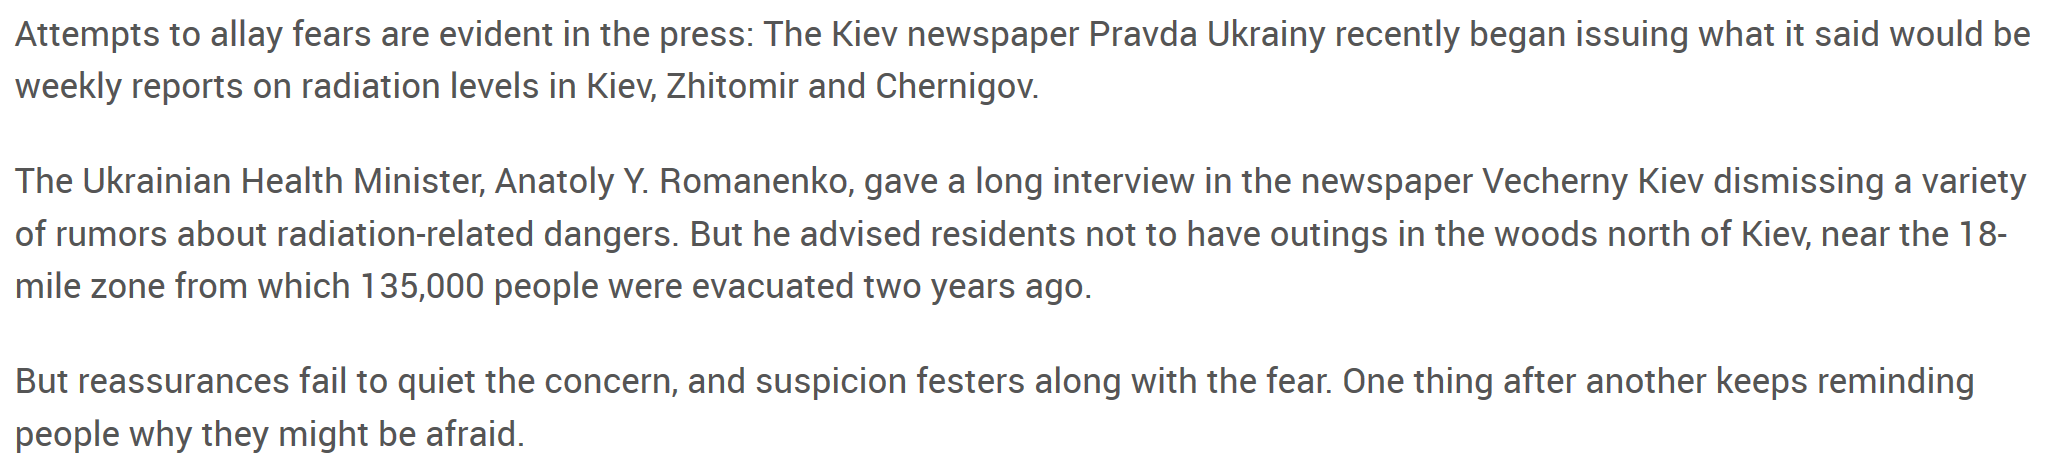 Attempts to allay fears are evident in the press: The Kiev newspaper Pravda Ukrainy recently began issuing what it said would be
weekly reports on radiation levels in Kiev, Zhitomir and Chernigov.
The Ukrainian Health Minister, Anatoly Y. Romanenko, gave a long interview in the newspaper Vecherny Kiev dismissing a variety
of rumors about radiation-related dangers. But he advised residents not to have outings in the woods north of Kiev, near the 18-
mile zone from which 135,000 people were evacuated two years ago.
But reassurances fail to quiet the concern, and suspicion festers along with the fear. One thing after another keeps reminding
people why they might be afraid.